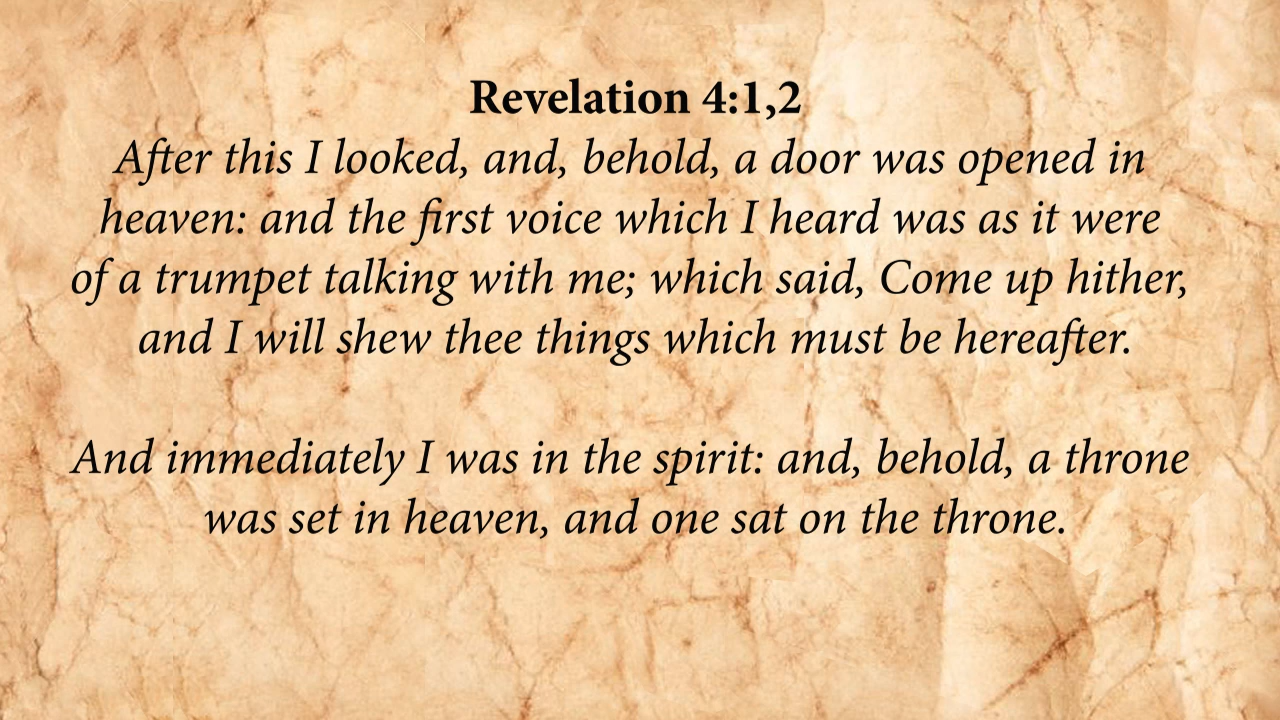 Revelation 4:1,2
After this I looked, and, behold, a door was opened in
heaven: and the first voice which I heard was as it were
of a trumpet talking with me; which said, Come up hither,
and I will shew thee things which must be hereafter.
And immediately I was in the spirit: and, behold, a throne
was set in heaven, and one sat on the throne.